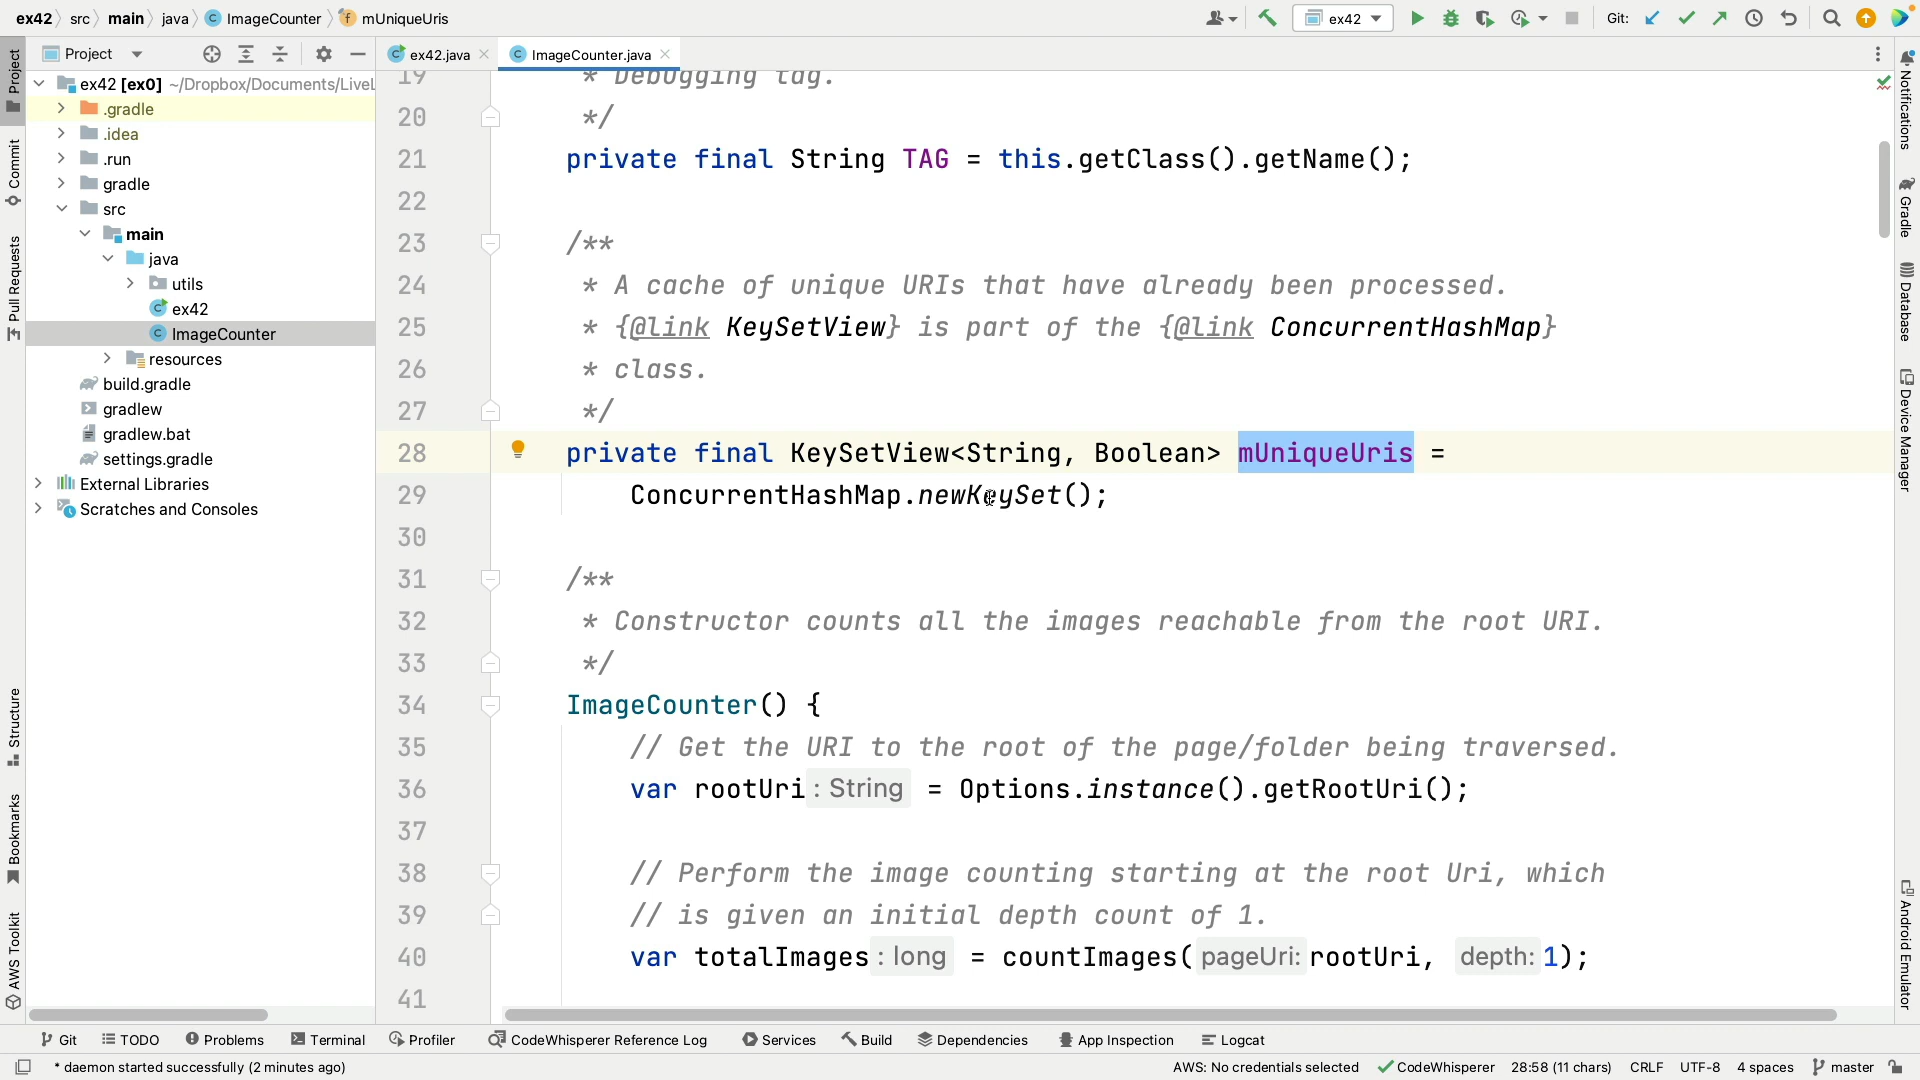 ex42 src main java ImageCounter mUniqueUris
ex42
Git:
Project
ex42.java
ImageCounter.java
ex42 [ex0] ~/Dropbox/Documents/LiveL
.gradle
.idea
.run
gradle
src
main
java
utils
ex42
ImageCounter
resources
build.gradle
gradlew
gradlew.bat
settings.gradle
External Libraries
Scratches and Consoles
Project
Commit
Pull Requests
Structure
Bookmarks
AWS Toolkit
19 * Debugging tag.
20 */
21 private final String TAG = this.getClass().getName();
22
23 /**
24 * A cache of unique URIs that have already been processed.
25 * {@link KeySetView} is part of the {@link ConcurrentHashMap}
26 * class.
27 */
28 private final KeySetView<String, Boolean> mUniqueUris =
29 ConcurrentHashMap.newKeySet();
30
31 /**
32 * Constructor counts all the images reachable from the root URI.
33 */
34 ImageCounter() {
35 // Get the URI to the root of the page/folder being traversed.
36 var rootUri : String = Options.instance().getRootUri();
37
38 // Perform the image counting starting at the root Uri, which
39 // is given an initial depth count of 1.
40 var totalImages : long = countImages( pageUri: rootUri, depth: 1);
41
Notifications
Gradle
Database
Device Manager
Android Emulator
Git TODO Problems Terminal Profiler CodeWhisperer Reference Log Services Build Dependencies App Inspection Logcat
* daemon started successfully (2 minutes ago) AWS: No credentials selected CodeWhisperer 28:58 (11 chars) CRLF UTF-8 4 spaces master